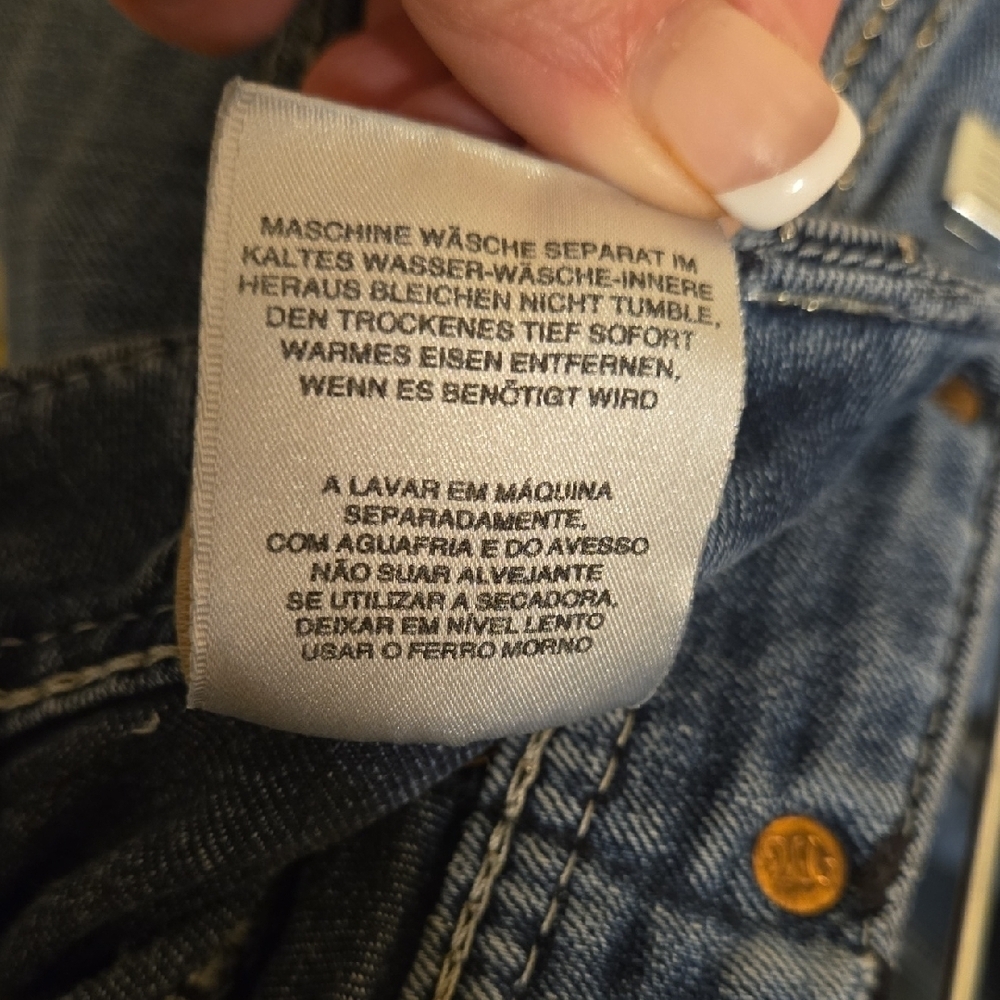 MASCHINE WÄSCHE SEPARAT IM
KALTES WASSER-WÄSCHE-INNERE
HERAUS BLEICHEN NICHT TUMBLE,
DEN TROCKENES TIEF SOFORT
WARMES EISEN ENTFERNEN,
WENN ES BENÖTIGT WIRD
A LAVAR EM MÁQUINA
SEPARADAMENTE,
COM AGUAFRIA E DO AVESSO
NÃO SUAR ALVEJANTE
SE UTILIZAR A SECADORA.
DEIXAR EM NÍVEL LENTO
USAR O FERRO MORNO